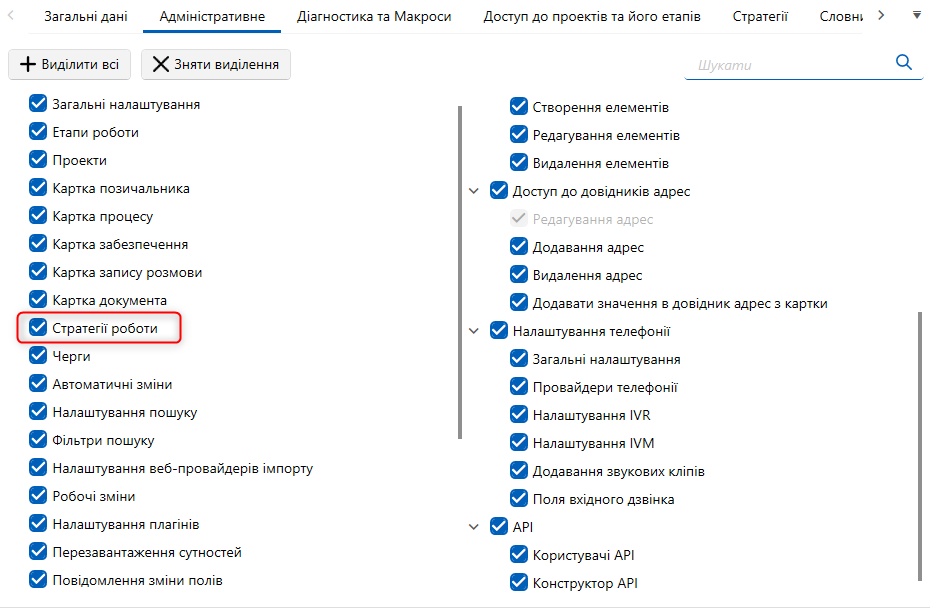 Загальні дані
Адміністративне
Діагностика та Макроси
Доступ до проектів та його етапів
Стратегії
Словни
Виділити всі
Зняти виділення
Шукати
Загальні налаштування
Етапи роботи
Проекти
Картка позичальника
Картка процесу
Картка забезпечення
Картка запису розмови
Картка документа
Стратегії роботи
Черги
Автоматичні зміни
Налаштування пошуку
Фільтри пошуку
Налаштування веб-провайдерів імпорту
Робочі зміни
Налаштування плагінів
Перезавантаження сутностей
Повідомлення зміни полів
Створення елементів
Редагування елементів
Видалення елементів
Доступ до довідників адрес
Редагування адрес
Додавання адрес
Видалення адрес
Додавати значення в довідник адрес з картки
Налаштування телефонії
Загальні налаштування
Провайдери телефонії
Налаштування IVR
Налаштування IVM
Додавання звукових кліпів
Поля вхідного дзвінка
API
Користувачі API
Конструктор API